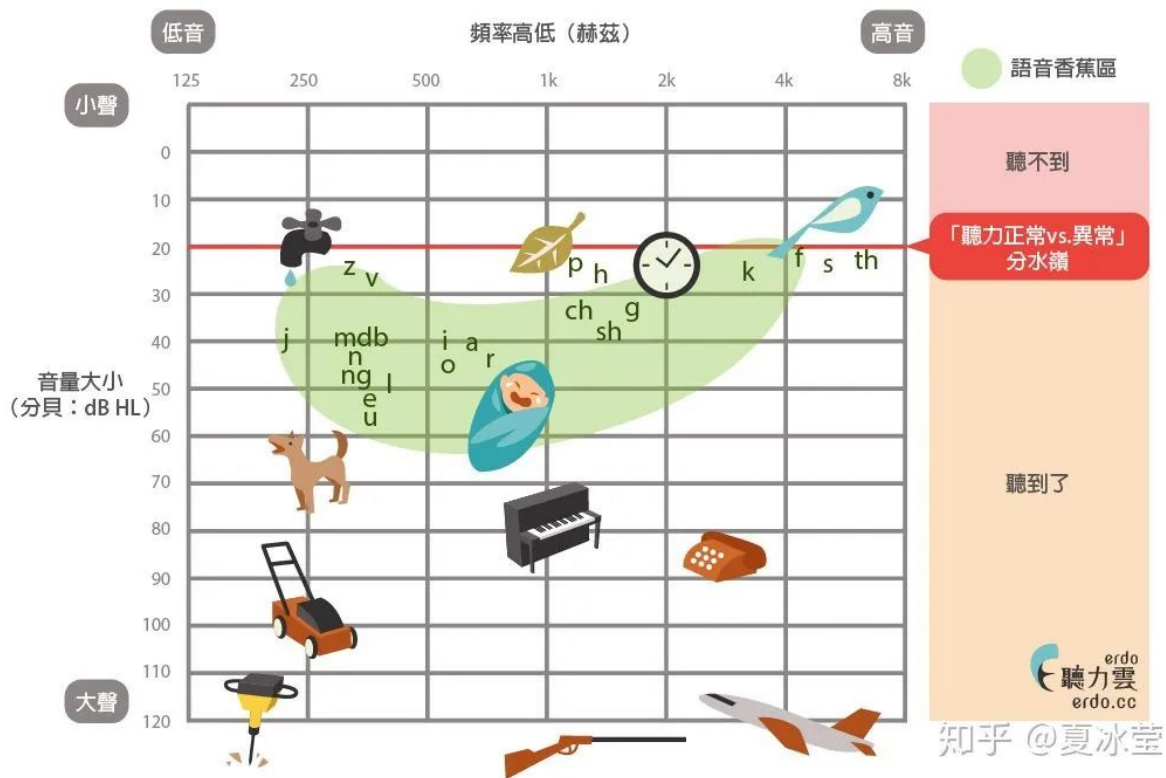 低音
頻率高低（赫茲）
高音
125 250 500 1k 2k 4k 8k
語音香蕉區
小聲
0
聽不到
10
20
「聽力正常vs.異常」
分水嶺
z
v
p
h
k
f
s
th
30
ch
g
sh
j
mdb
i
a
40
n
o
r
ng
l
音量大小
（分貝：dB HL）
50
e
u
60
70
聽到了
80
90
100
110
大聲
120
erdo
聽力雲
erdo.cc
知乎 @夏冰莹